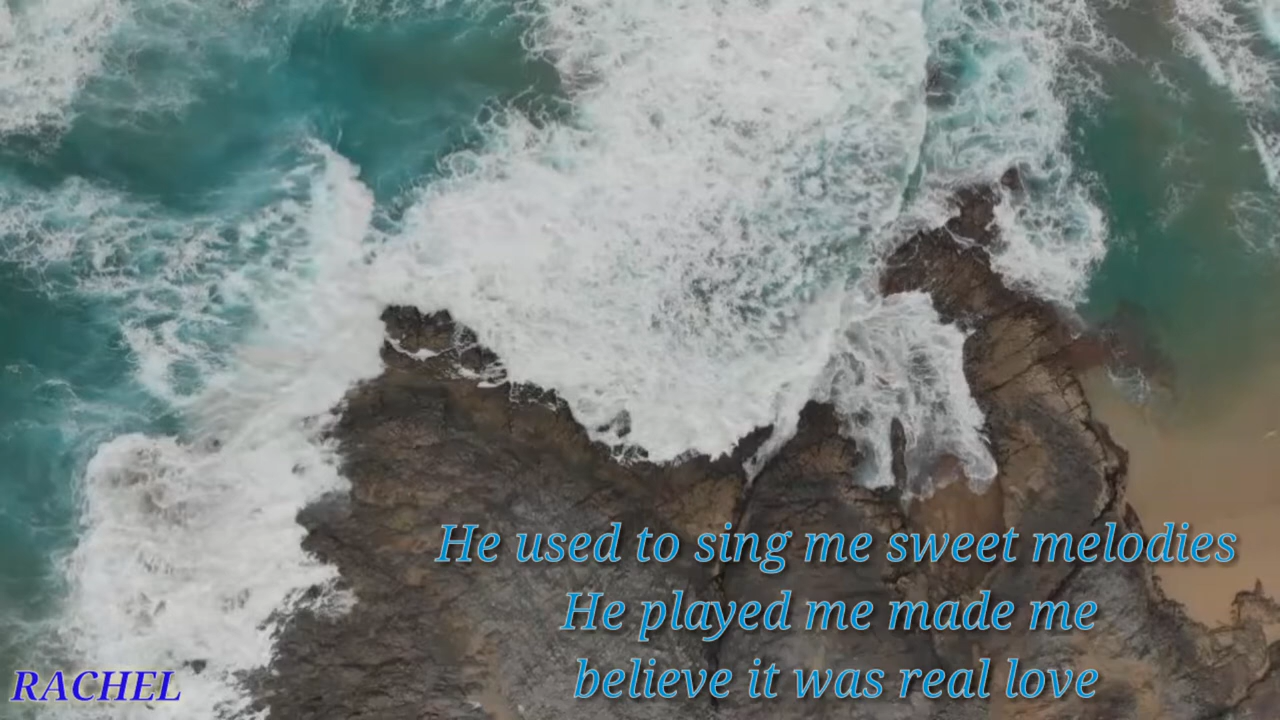 He used to sing me sweet melodies
He played me made me
believe it was real love
RACHEL